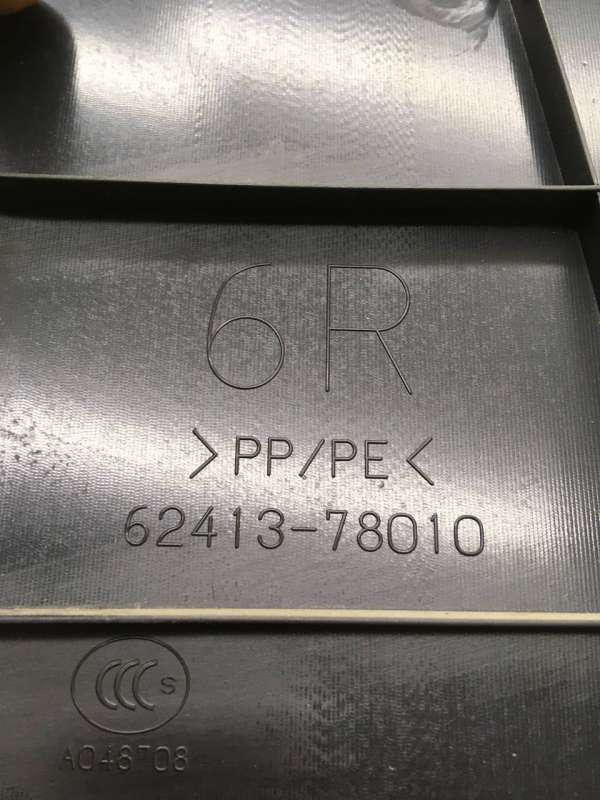 6R
>PP/PE<
62413-78010
CCC S
A048708